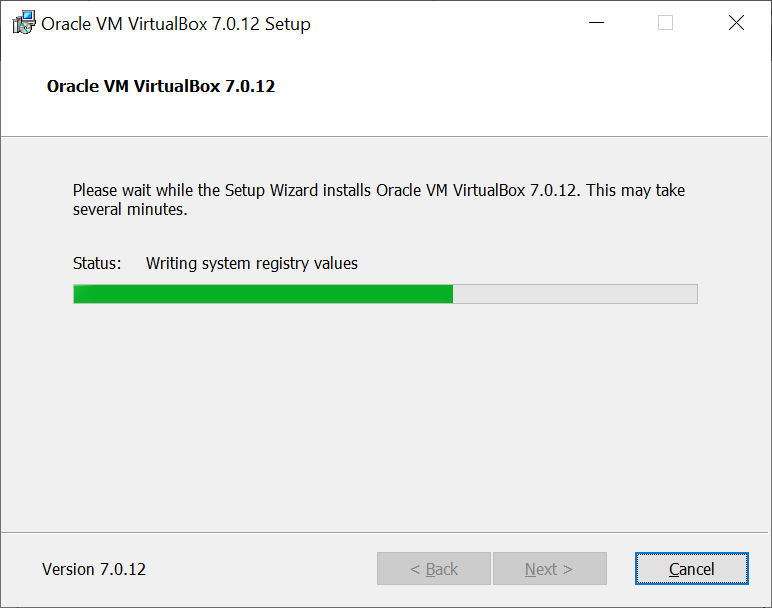 Oracle VM VirtualBox 7.0.12 Setup
Oracle VM VirtualBox 7.0.12
Please wait while the Setup Wizard installs Oracle VM VirtualBox 7.0.12. This may take
several minutes.
Status: Writing system registry values
Version 7.0.12
< Back
Next >
Cancel